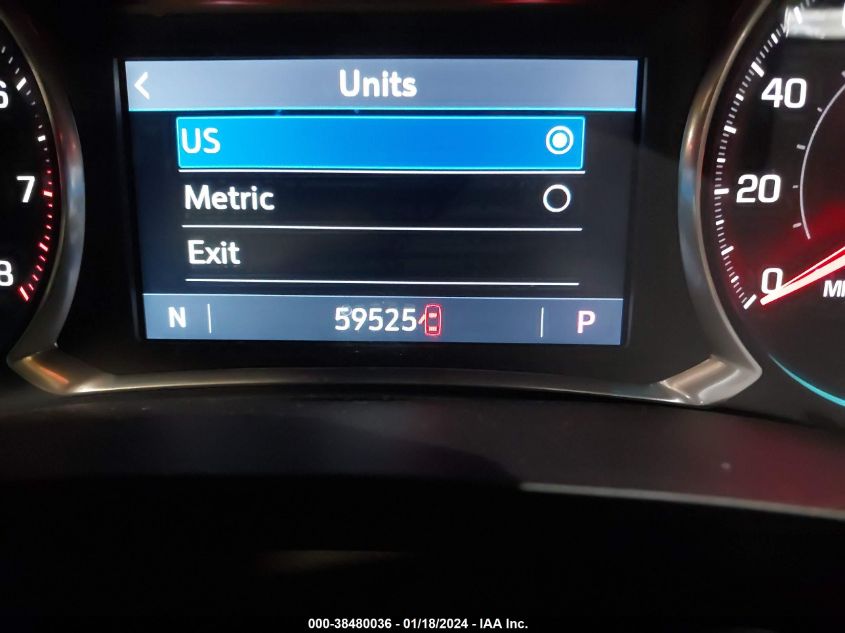 Units
US
Metric
Exit
N 59525 P
6
7
8
40
20
0
000-38480036 - 01/18/2024 - IAA Inc.